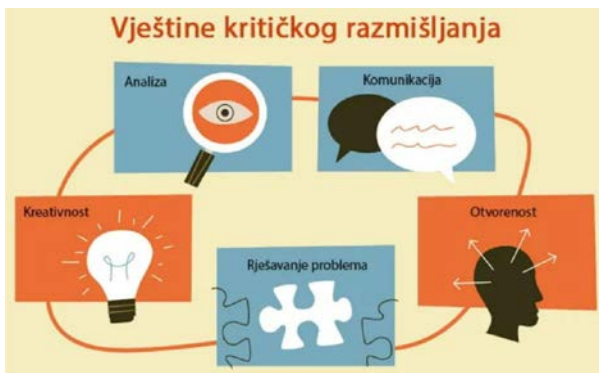 Vještine kritičkog razmišljanja
Analiza
Komunikacija
Kreativnost
Otvorenost
Rješavanje problema